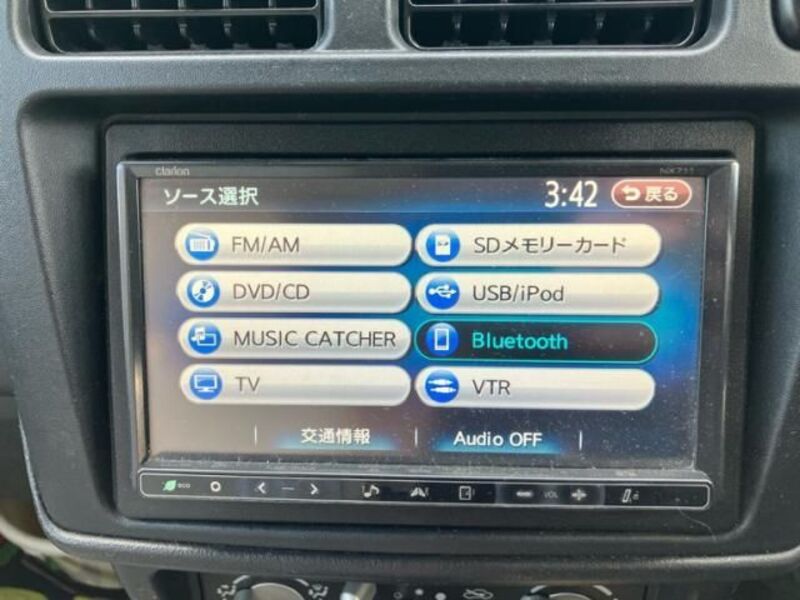 Clarion
ソース選択 3:42 戻る
FM/AM SDメモリーカード
DVD/CD USB/iPod
MUSIC CATCHER Bluetooth
TV VTR
交通情報 Audio OFF
eco VOL